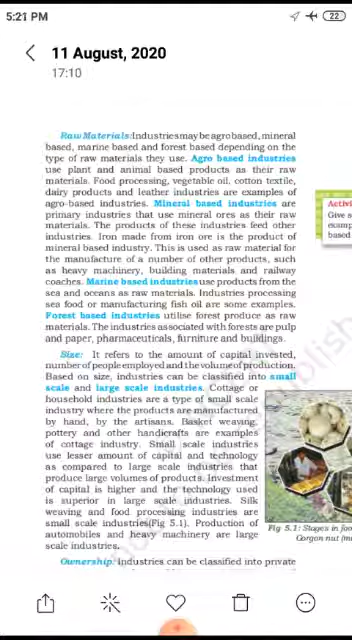 5:21 PM
22
11 August, 2020
17:10
Raw Materials: Industries may be agro based, mineral
based, marine based and forest based depending on the
type of raw materials they use. Agro based industries
use plant and animal based products as their raw
materials. Food processing, vegetable oil, cotton textile,
dairy products and leather industries are examples of
agro-based industries. Mineral based industries are
primary industries that use mineral ores as their raw
materials. The products of these industries feed other
industries. Iron made from iron ore is the product of
mineral based industry. This is used as raw material for
the manufacture of a number of other products, such
as heavy machinery, building materials and railway
coaches. Marine based industries use products from the
sea and oceans as raw materials. Industries processing
sea food or manufacturing fish oil are some examples.
Forest based industries utilise forest produce as raw
materials. The industries associated with forests are pulp
and paper, pharmaceuticals, furniture and buildings.
Activi
Give s
examp
based
Size: It refers to the amount of capital invested,
number of people employed and the volume of production.
Based on size, industries can be classified into small
scale and large scale industries. Cottage or
household industries are a type of small scale
industry where the products are manufactured
by hand, by the artisans. Basket weaving,
pottery and other handicrafts are examples
of cottage industry. Small scale industries
use lesser amount of capital and technology
as compared to large scale industries that
produce large volumes of products. Investment
of capital is higher and the technology used
is superior in large scale industries. Silk
weaving and food processing industries are
small scale industries(Fig 5.1). Production of
automobiles and heavy machinery are large
scale industries.
Fig 5.1: Stages in foo
Gorgon nut (m
Ownership: Industries can be classified into private